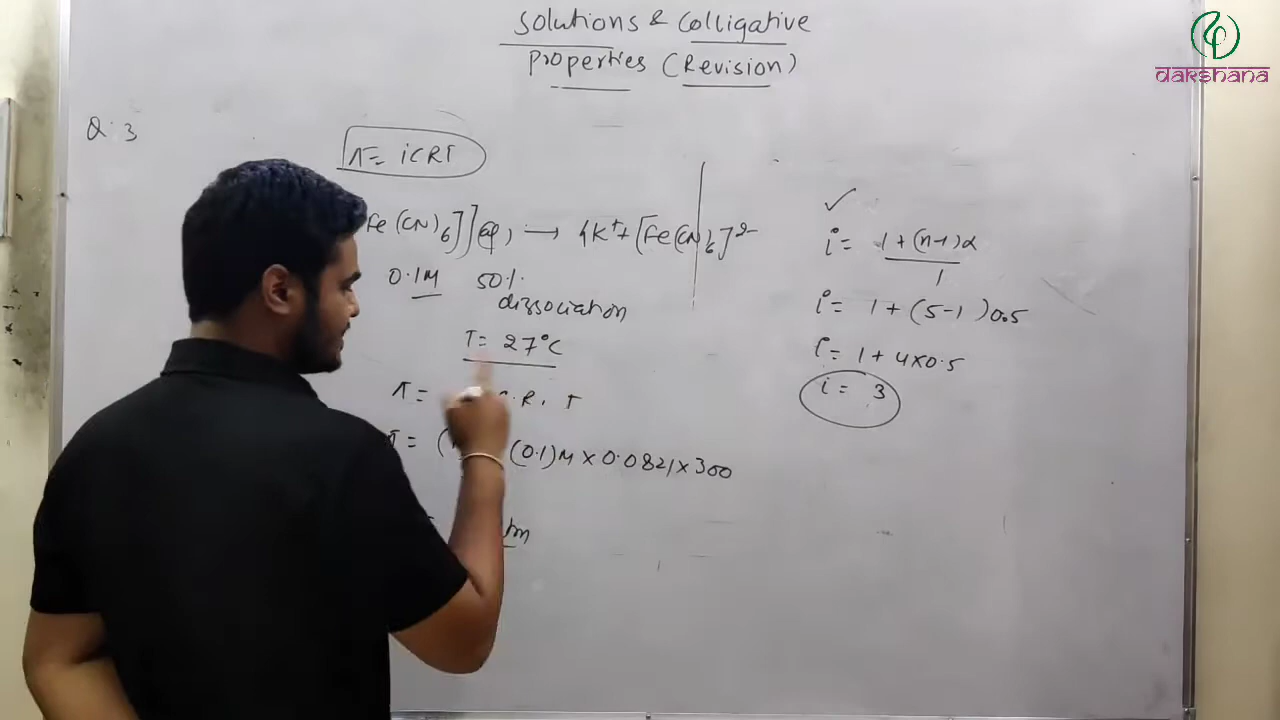 Solutions & Colligative
Properties (Revision)
dakshana
Q. 3
π = iCRT
Fe(CN)6]](aq) → 4K+ + [Fe(CN)6]2-
0.1M 50%
dissociation
T = 27°C
π = .R. T
π = ( (0.1)M × 0.0821 × 300
i = 1+(n-1)α
1
i = 1 + (5-1)0.5
i = 1 + 4×0.5
i = 3